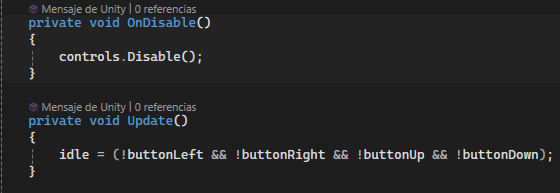 Mensaje de Unity | 0 referencias
private void OnDisable()
{
controls.Disable();
}
Mensaje de Unity | 0 referencias
private void Update()
{
idle = (!buttonLeft && !buttonRight && !buttonUp && !buttonDown);
}